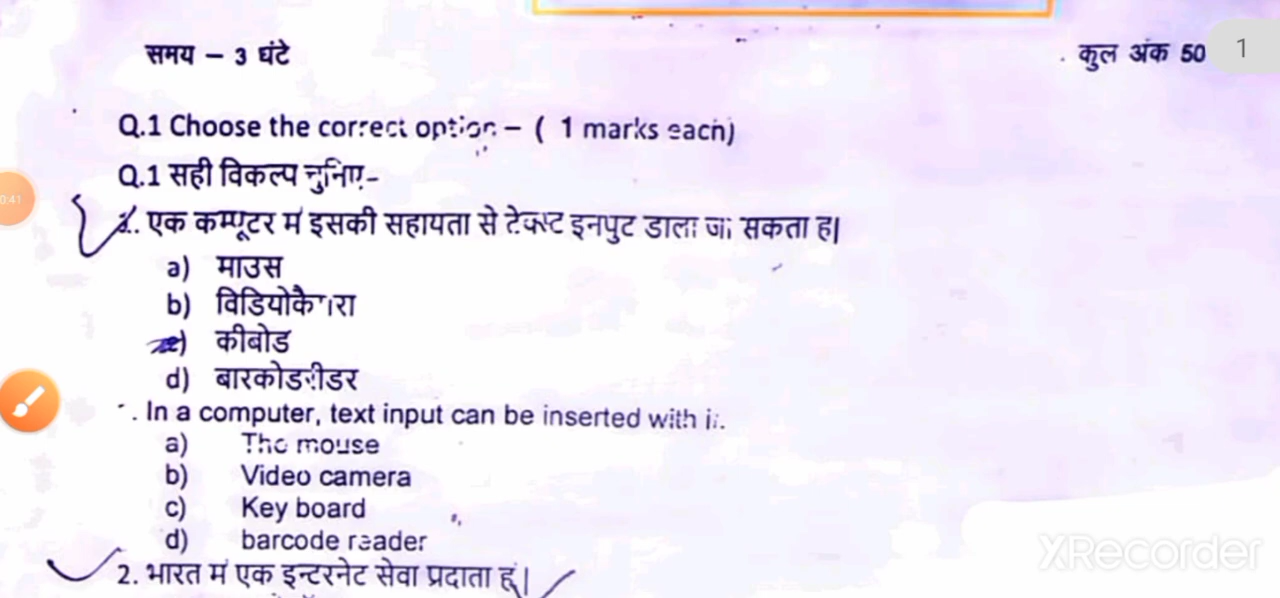 समय – 3 घंटे
कुल अंक 50
1
Q.1 Choose the correct option – ( 1 marks each)
Q.1 सही विकल्प चुनिए-
0:41
1. एक कम्पूटर में इसकी सहायता से टेक्स्ट इनपुट डाला जा सकता ह।
a) माउस
b) विडियोकैमरा
c) कीबोर्ड
d) बारकोडरीडर
. In a computer, text input can be inserted with
a) The mouse
b) Video camera
c) Key board
d) barcode reader
2. भारत में एक इन्टरनेट सेवा प्रदाता हैं।
XRecorder